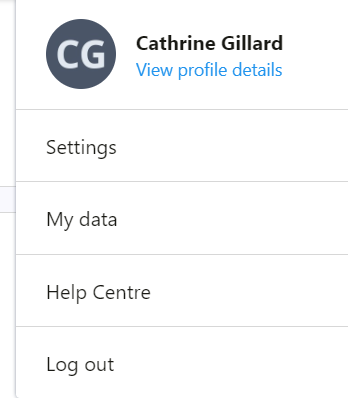 CG
Cathrine Gillard
View profile details
Settings
My data
Help Centre
Log out